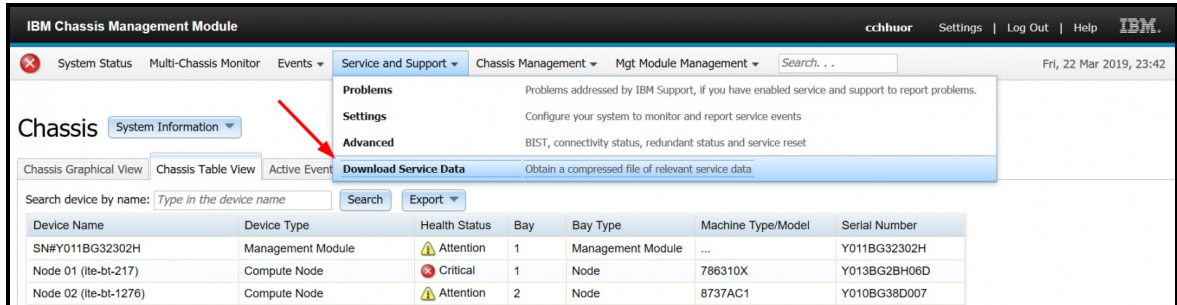 IBM Chassis Management Module cchhuor Settings | Log Out | Help IBM.
System Status Multi-Chassis Monitor Events Service and Support Chassis Management Mgt Module Management Search. . . Fri, 22 Mar 2019, 23:42
Problems Problems addressed by IBM Support, if you have enabled service and support to report problems.
Settings Configure your system to monitor and report service events
Chassis System Information
Advanced BIST, connectivity status, redundant status and service reset
Chassis Graphical View Chassis Table View Active Event Download Service Data Obtain a compressed file of relevant service data
Search device by name: Type in the device name Search Export
Device Name Device Type Health Status Bay Bay Type Machine Type/Model Serial Number
SN#Y011BG32302H Management Module Attention 1 Management Module ... Y011BG32302H
Node 01 (ite-bt-217) Compute Node Critical 1 Node 786310X Y013BG2BH06D
Node 02 (ite-bt-1276) Compute Node Attention 2 Node 8737AC1 Y010BG38D007